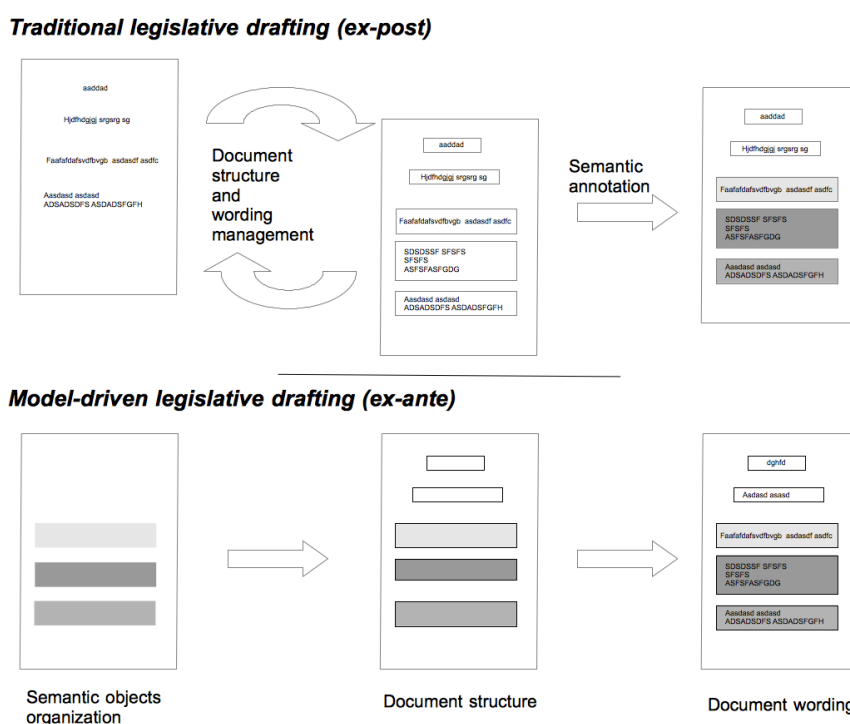 Traditional legislative drafting (ex-post)
aaddad
Hjdfhdgjgj srgsrg sg
Faafafdafsvdfbvgb asdasdf asdfc
Aasdasd asdasd
ADSADSDFS ASDADSFGFH
Document
structure
and
wording
management
aaddad
Hjdfhdgjgj srgsrg sg
Faafafdafsvdfbvgb asdasdf asdfc
SDSDSSF SFSFS
SFSFS
ASFSFASFGDG
Aasdasd asdasd
ADSADSDFS ASDADSFGFH
Semantic
annotation
aaddad
Hjdfhdgjgj srgsrg sg
Faafafdafsvdfbvgb asdasdf asdfc
SDSDSSF SFSFS
SFSFS
ASFSFASFGDG
Aasdasd asdasd
ADSADSDFS ASDADSFGFH
Model-driven legislative drafting (ex-ante)
dghfd
Asdasd asasd
Faafafdafsvdfbvgb asdasdf asdfc
SDSDSSF SFSFS
SFSFS
ASFSFASFGDG
Aasdasd asdasd
ADSADSDFS ASDADSFGFH
Semantic objects
organization
Document structure
Document wording